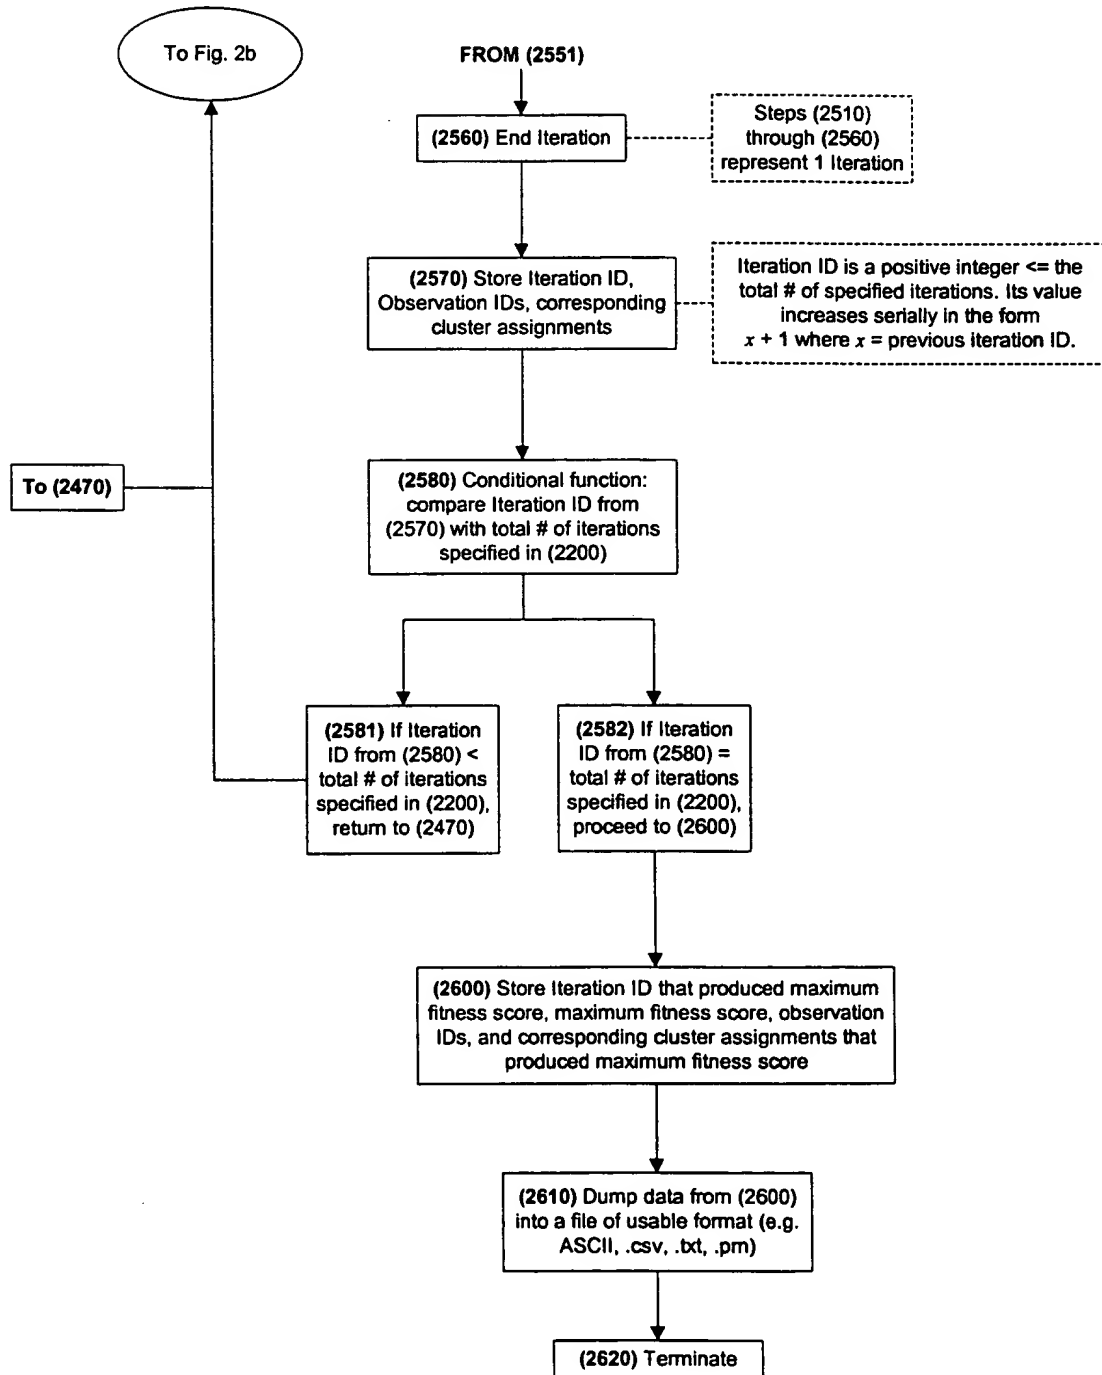 To Fig. 2b
FROM (2551)
(2560) End Iteration
Steps (2510)
through (2560)
represent 1 Iteration
(2570) Store Iteration ID,
Observation IDs, corresponding
cluster assignments
Iteration ID is a positive integer <= the
total # of specified iterations. Its value
increases serially in the form
x + 1 where x = previous Iteration ID.
To (2470)
(2580) Conditional function:
compare Iteration ID from
(2570) with total # of iterations
specified in (2200)
(2581) If Iteration
ID from (2580) <
total # of iterations
specified in (2200),
return to (2470)
(2582) If Iteration
ID from (2580) =
total # of iterations
specified in (2200),
proceed to (2600)
(2600) Store Iteration ID that produced maximum
fitness score, maximum fitness score, observation
IDs, and corresponding cluster assignments that
produced maximum fitness score
(2610) Dump data from (2600)
into a file of usable format (e.g.
ASCII, .csv, .txt, .prn)
(2620) Terminate